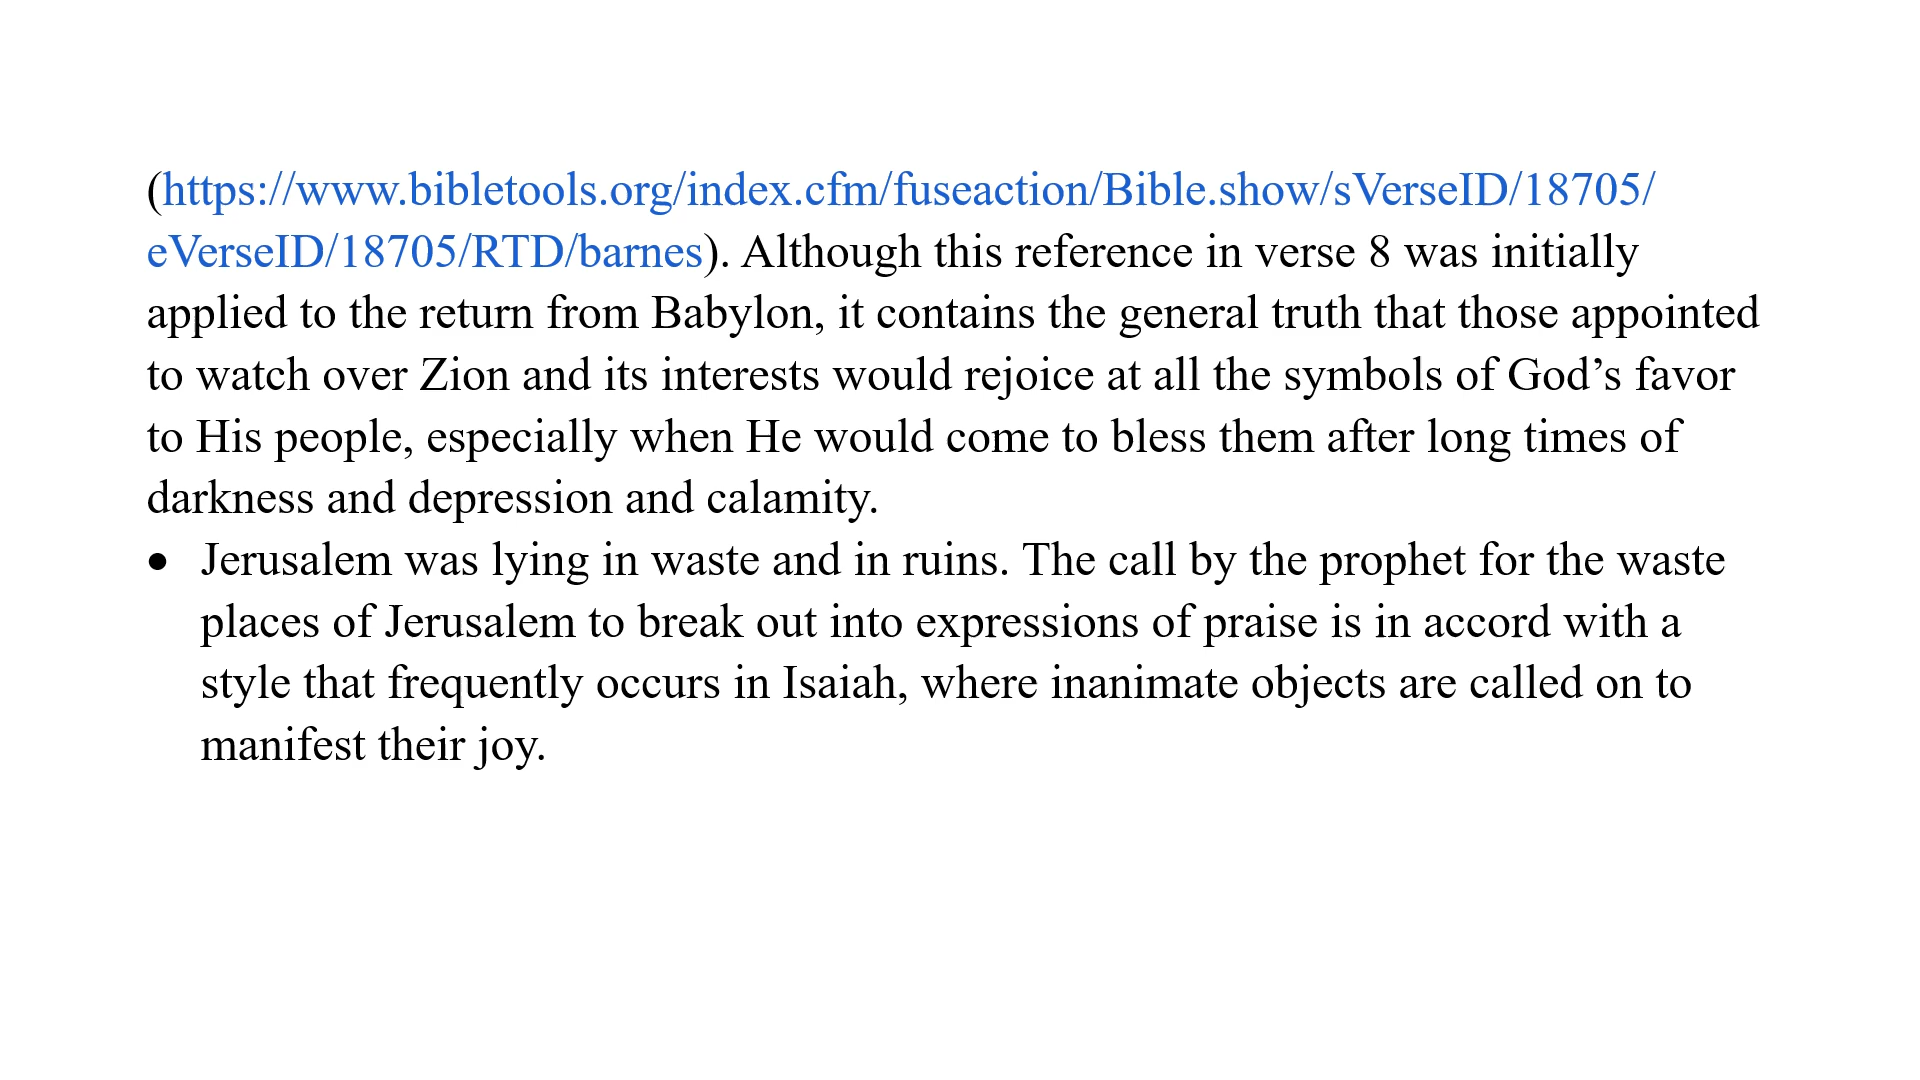 (https://www.bibletools.org/index.cfm/fuseaction/Bible.show/sVerseID/18705/
eVerseID/18705/RTD/barnes). Although this reference in verse 8 was initially
applied to the return from Babylon, it contains the general truth that those appointed
to watch over Zion and its interests would rejoice at all the symbols of God’s favor
to His people, especially when He would come to bless them after long times of
darkness and depression and calamity.
• Jerusalem was lying in waste and in ruins. The call by the prophet for the waste
places of Jerusalem to break out into expressions of praise is in accord with a
style that frequently occurs in Isaiah, where inanimate objects are called on to
manifest their joy.